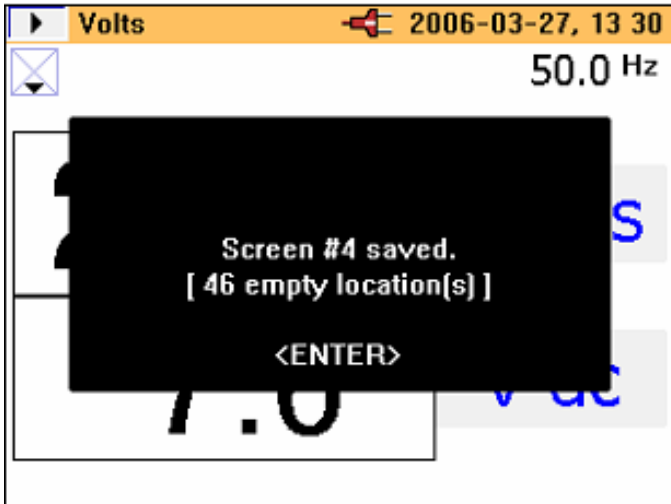 Volts 2006-03-27, 13 30
50.0 Hz
Screen #4 saved.
[ 46 empty location(s) ]
<ENTER>